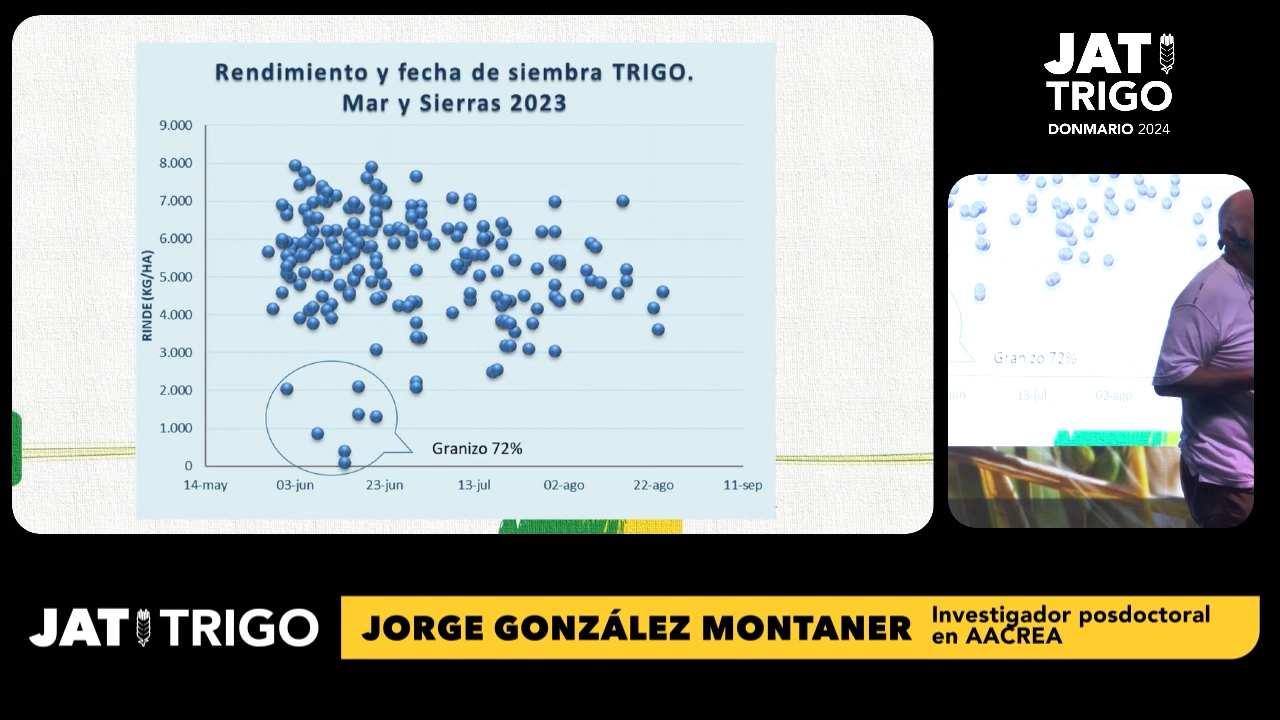 Rendimiento y fecha de siembra TRIGO.
Mar y Sierras 2023
RINDE (KG/HA)
9.000
8.000
7.000
6.000
5.000
4.000
3.000
2.000
1.000
0
Granizo 72%
14-may
03-jun
23-jun
13-jul
02-ago
22-ago
11-sep
JAT
TRIGO
DONMARIO 2024
Granizo 72%
jun
13-jul
02-ago
JAT TRIGO
JORGE GONZÁLEZ MONTANER
Investigador posdoctoral
en AACREA